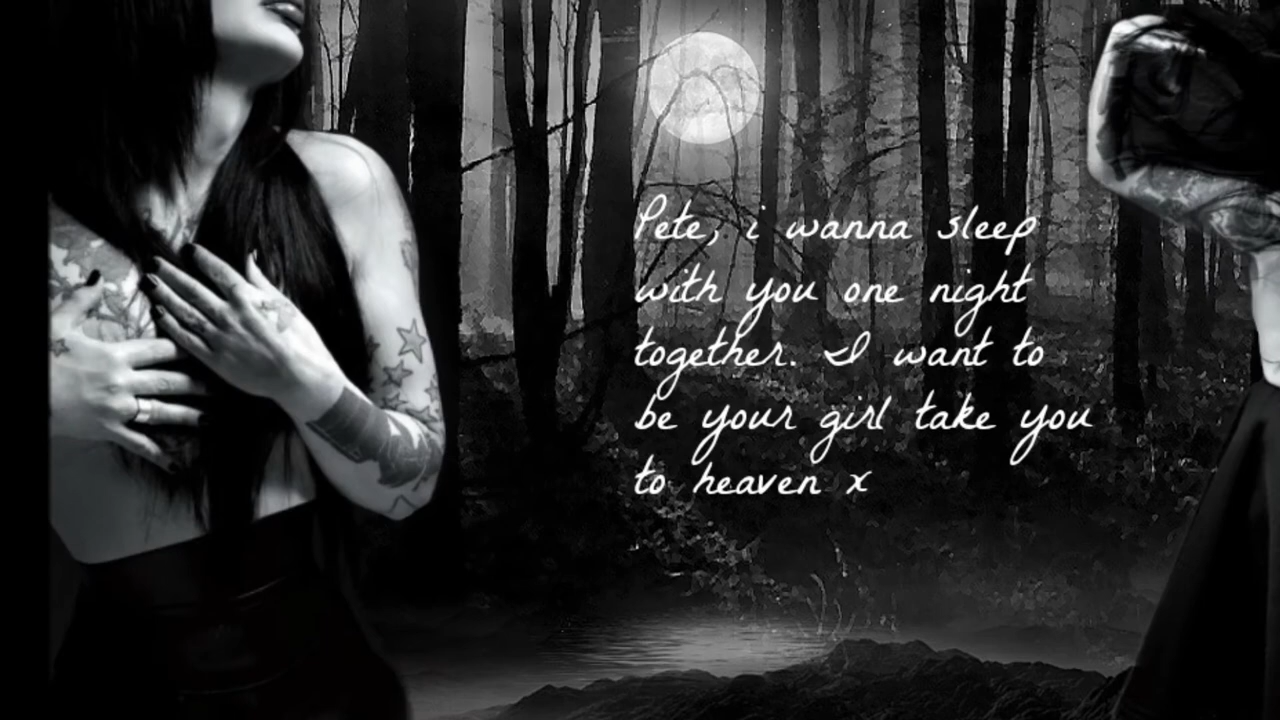 Pete, i wanna sleep
with you one night
together. I want to
be your girl take you
to heaven x